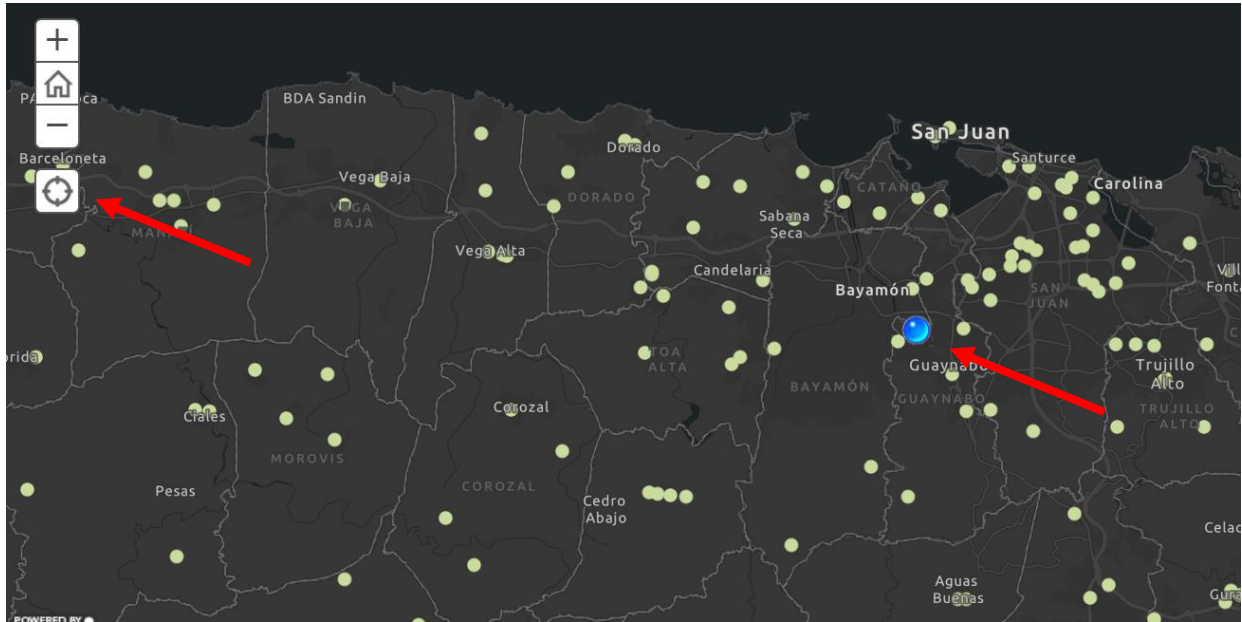 +
BDA Sandin
−
San Juan
Barceloneta
Dorado
Santurce
Vega Baja
CATAÑO
Carolina
DORADO
VEGA
BAJA
Sabana
Seca
MANATÍ
Vega Alta
Candelaria
Bayamón
SAN
JUAN
TOA
ALTA
Guaynabo
Trujillo
Alto
BAYAMÓN
GUAYNABO
TRUJILLO
ALTO
Corozal
Ciales
MOROVIS
Pesas
COROZAL
Cedro
Abajo
Aguas
Buenas
POWERED BY